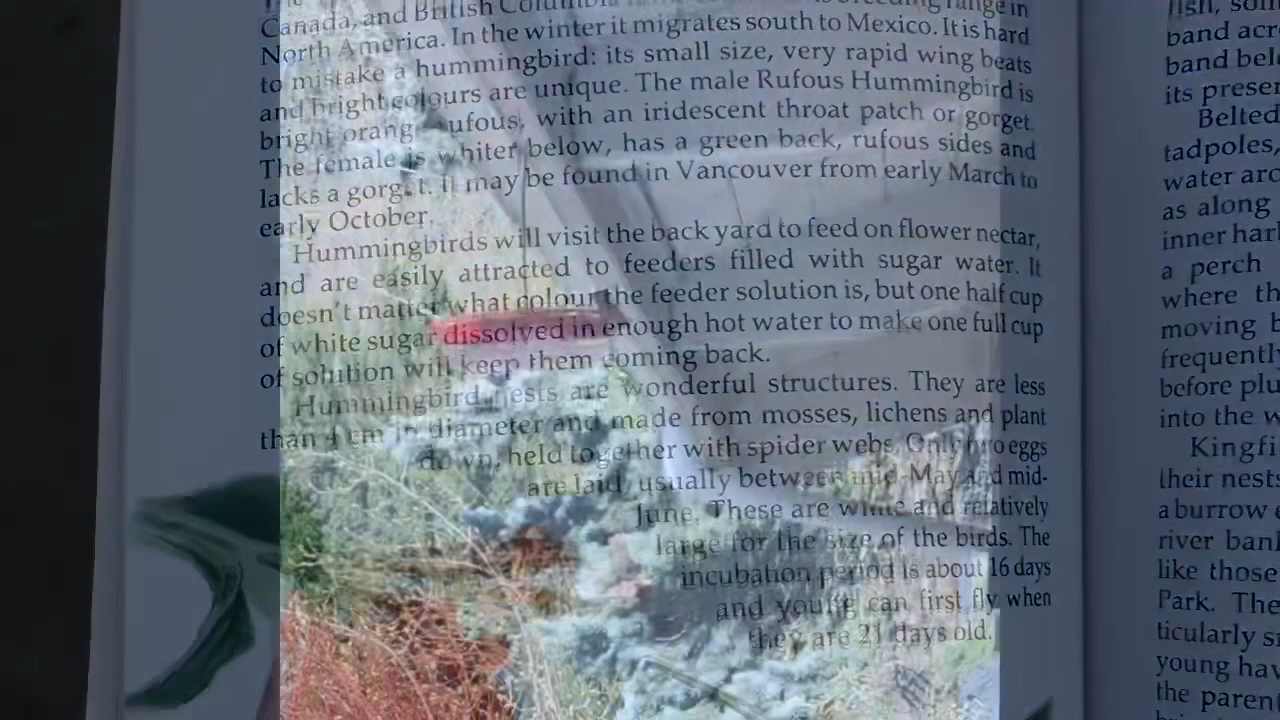 Canada, and British
range in
North America. In the winter it migrates south to Mexico. It is hard
to mistake a hummingbird: its small size, very rapid wing beats
and bright colours are unique. The male Rufous Hummingbird is
bright orang ufous, with an iridescent throat patch or gorget.
The female is whiter below, has a green back, rufous sides and
lacks a gorget. It may be found in Vancouver from early March to
early October.
Hummingbirds will visit the back yard to feed on flower nectar,
and are easily attracted to feeders filled with sugar water. It
doesn't matter what colour the feeder solution is, but one half cup
of white sugar dissolved in enough hot water to make one full cup
of solution will keep them coming back.
Hummingbird nests are wonderful structures. They are less
than 4 cm in diameter and made from mosses, lichens and plant
down, held together with spider webs. Only two eggs
are laid, usually between mid-May and mid-
June. These are white and relatively
large for the size of the birds. The
incubation period is about 16 days
and young can first fly when
they are 21 days old.
band acr
band bel
its presen
Belted
tadpoles,
water arc
as along
inner har
a perch
where th
moving b
frequentl
before plu
into the w
Kingfi
their nests
a burrow
river ban
like those
Park. The
ticularly si
young hav
the paren